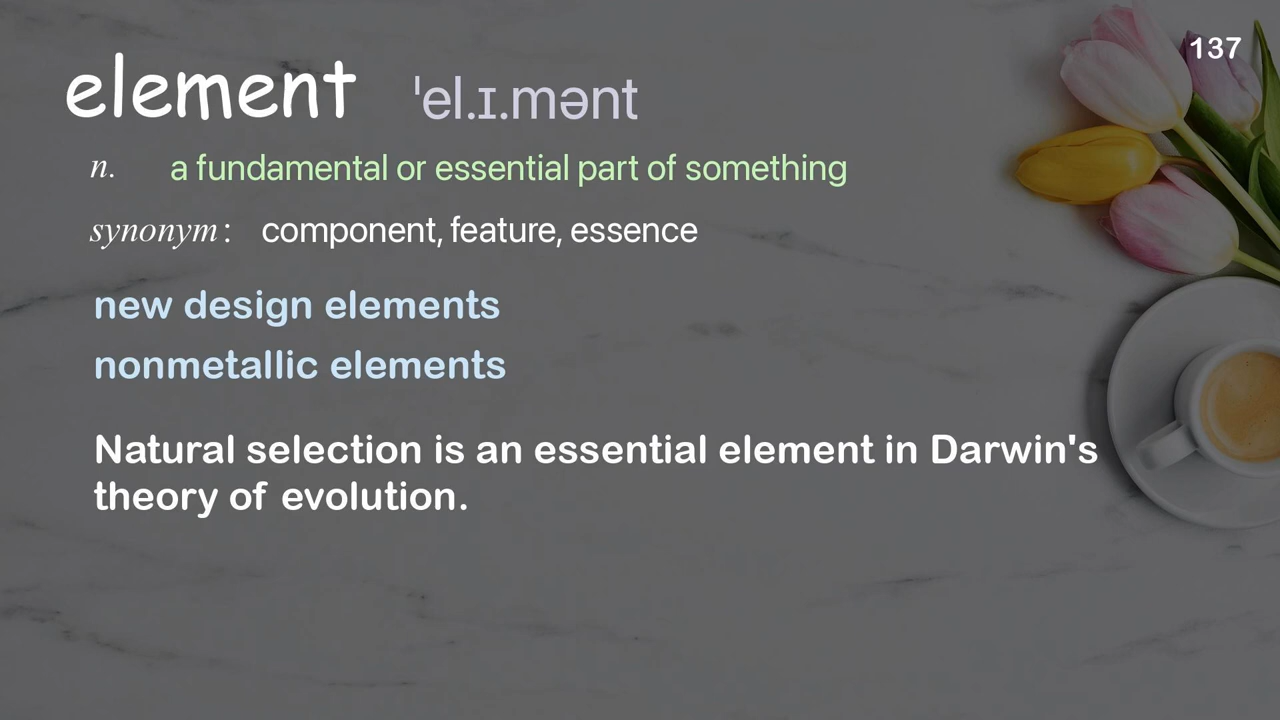 137
element ˈel.ɪ.mənt
n. a fundamental or essential part of something
synonym : component, feature, essence
new design elements
nonmetallic elements
Natural selection is an essential element in Darwin's
theory of evolution.